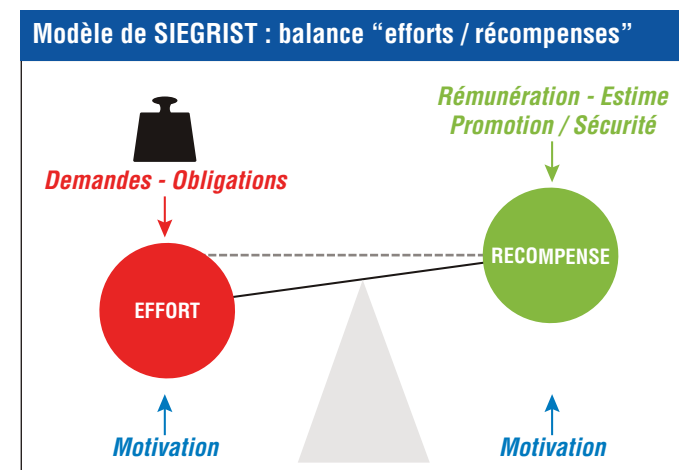 Modèle de SIEGRIST : balance “efforts / récompenses”
Rémunération - Estime
Promotion / Sécurité
Demandes - Obligations
RECOMPENSE
EFFORT
Motivation
Motivation